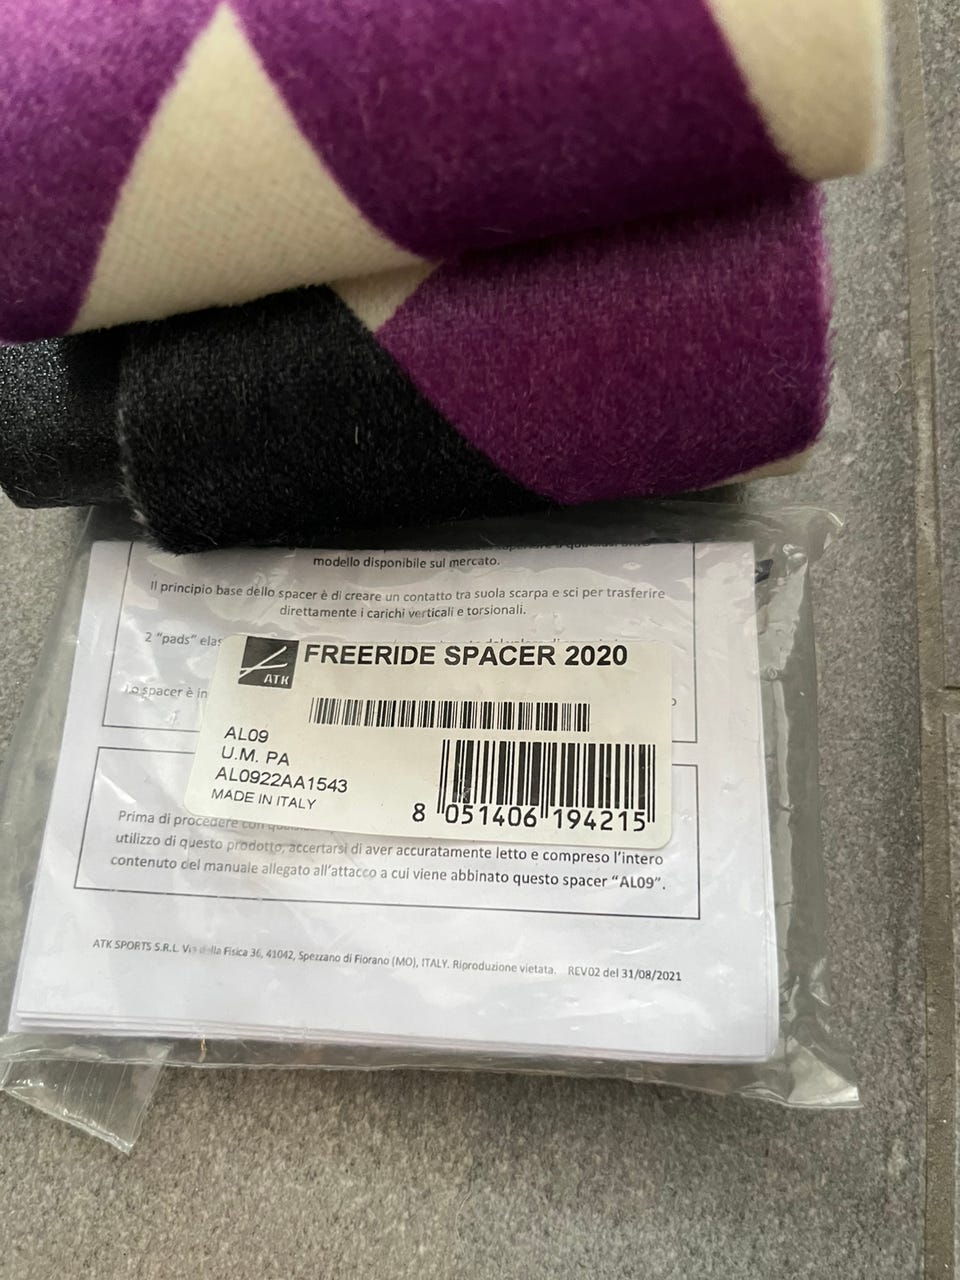 modello disponibile sul mercato.
Il principio base dello spacer è di creare un contatto tra suola scarpa e sci per trasferire
direttamente i carichi verticali e torsionali.
2 "pads"
spacer è in
ATK
FREERIDE SPACER 2020
AL09
U.M. PA
AL0922AA1543
MADE IN ITALY
8 051406 194215
Prima di procedere con
utilizzo di questo prodotto, accertarsi di aver accuratamente letto e compreso l'intero
contenuto del manuale allegato all'attacco a cui viene abbinato questo spacer "AL09".
ATK SPORTS S.R.L. Via della Fisica 36, 41042, Spezzano di Fiorano (MO), ITALY. Riproduzione vietata. REV02 del 31/08/2021